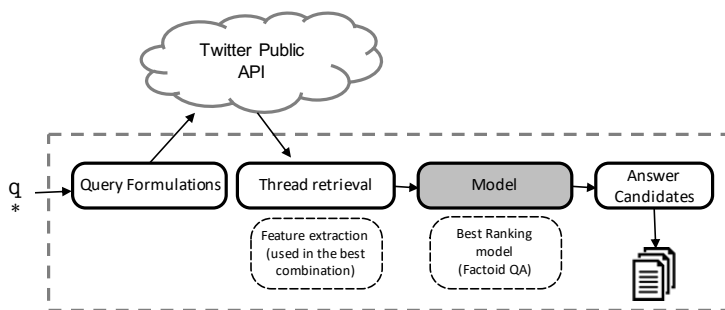 Twitter Public
API
q
*
Query Formulations
Thread retrieval
Model
Answer
Candidates
Feature extraction
(used in the best
combination)
Best Ranking
model
(Factoid QA)